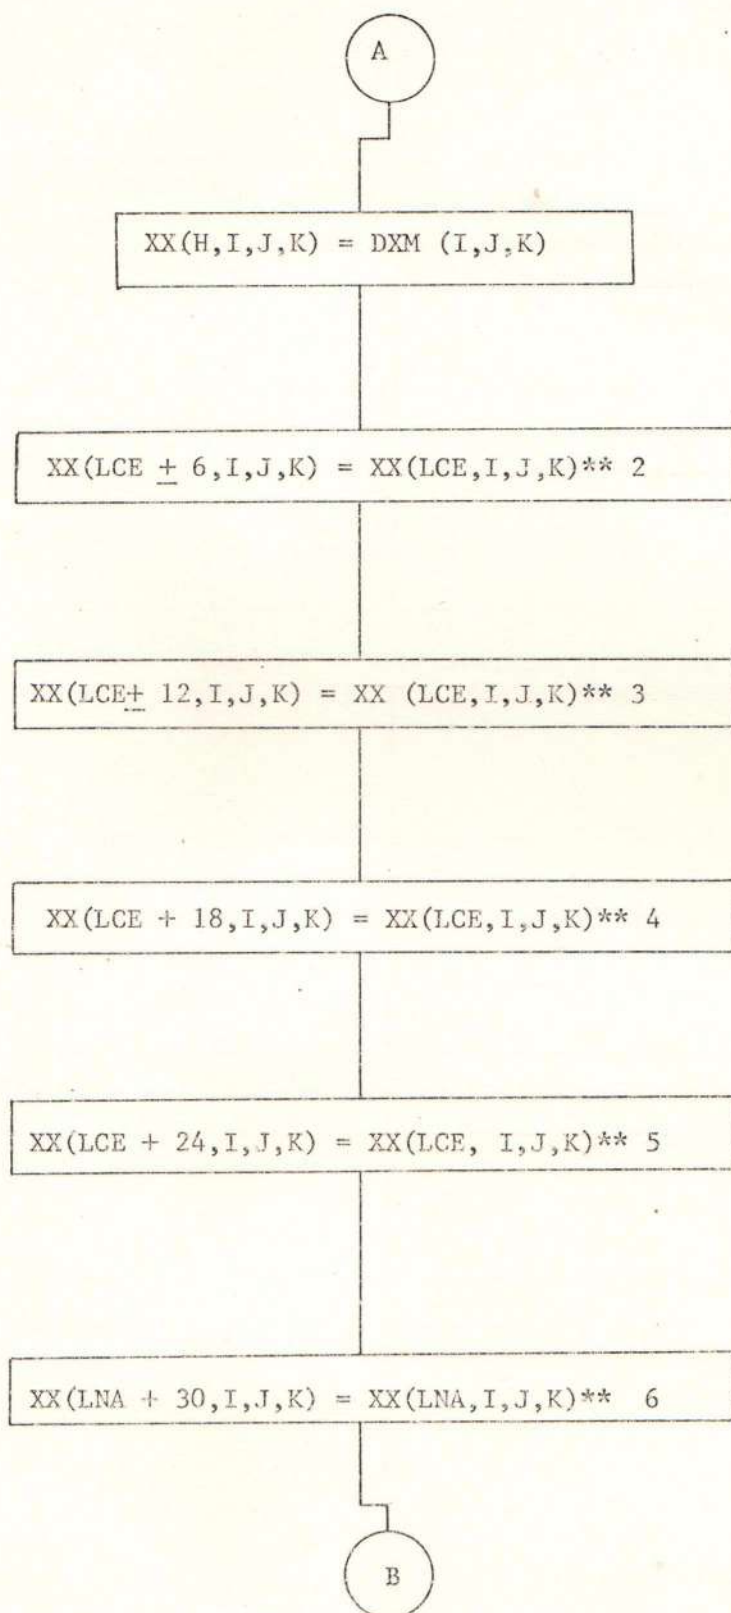 A
XX(H,I,J,K) = DXM (I,J,K)
XX(LCE ± 6,I,J,K) = XX(LCE,I,J,K)** 2
XX(LCE± 12,I,J,K) = XX (LCE,I,J,K)** 3
XX(LCE + 18,I,J,K) = XX(LCE,I,J,K)** 4
XX(LCE + 24,I,J,K) = XX(LCE, I,J,K)** 5
XX(LNA + 30,I,J,K) = XX(LNA,I,J,K)** 6
B